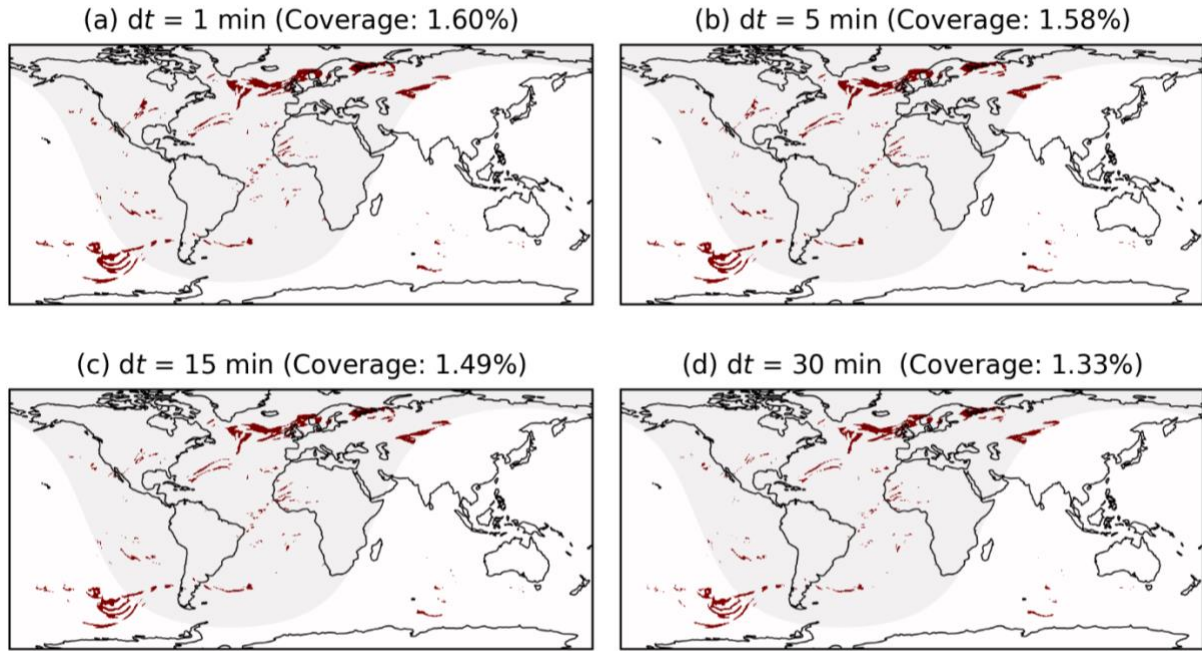 (a) dt = 1 min (Coverage: 1.60%)
(b) dt = 5 min (Coverage: 1.58%)
(c) dt = 15 min (Coverage: 1.49%)
(d) dt = 30 min  (Coverage: 1.33%)